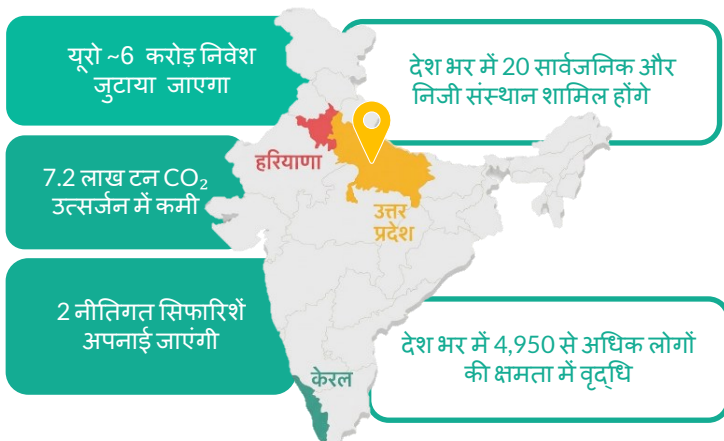 यूरो ~6 करोड़ निवेश
जुटाया जाएगा
देश भर में 20 सार्वजनिक और
निजी संस्थान शामिल होंगे
हरियाणा
7.2 लाख टन CO₂
उत्सर्जन में कमी
उत्तर
प्रदेश
2 नीतिगत सिफारिशें
अपनाई जाएंगी
देश भर में 4,950 से अधिक लोगों
की क्षमता में वृद्धि
केरल